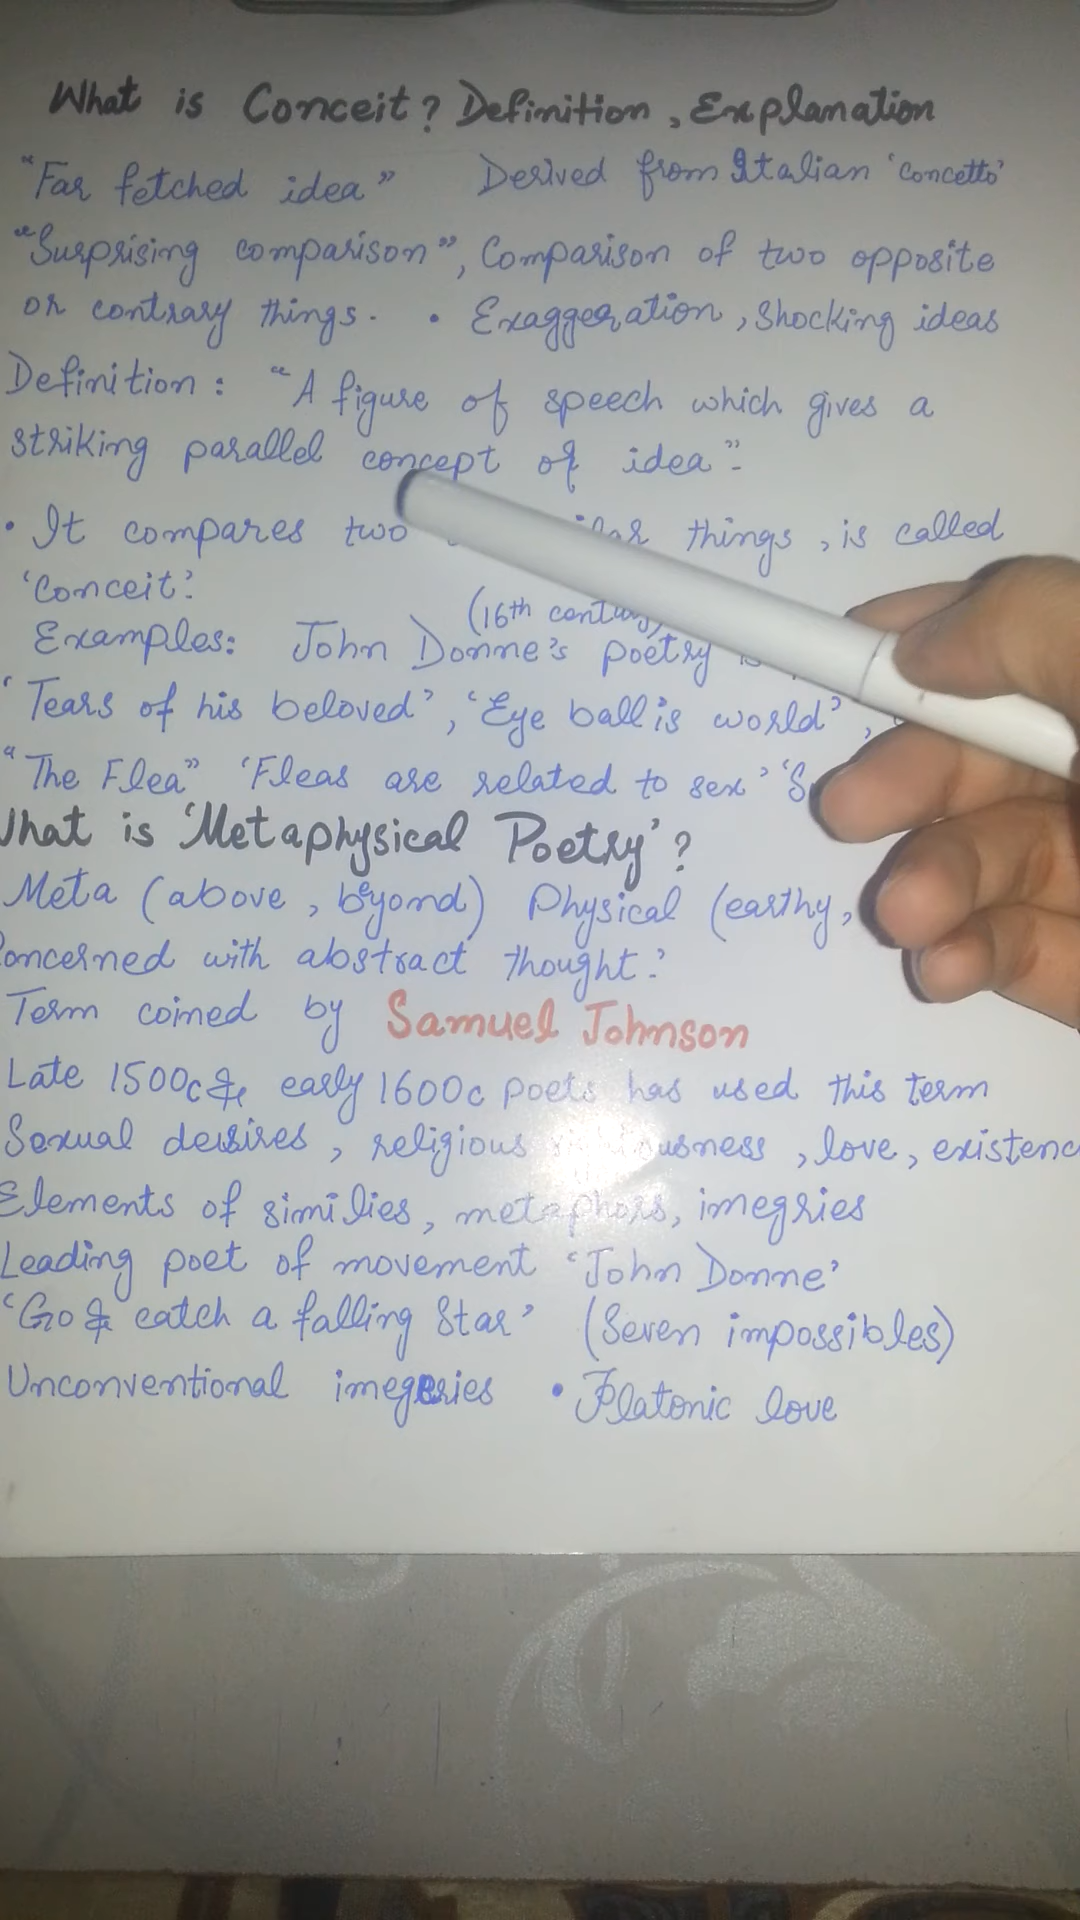 What is Conceit? Definition, Explanation
"Far fetched idea" Derived from Italian 'concetto'
"Surprising comparison", Comparison of two opposite
or contrary things. • Exaggeration, Shocking ideas
Definition: "A figure of speech which gives a
striking parallel concept of idea".
• It compares two things, is called
'Conceit'.
(16th century)
Examples: John Donne's poetry
'Tears of his beloved', 'Eye ball is world',
"The Flea" 'Fleas are related to sex'
What is 'Metaphysical Poetry'?
Meta (above, beyond) Physical (earthy,
Concerned with abstract thought.'
Term coined by Samuel Johnson
Late 1500c & early 1600c poets has used this term
Sexual desires, religious , love, existenc
Elements of similies, metaphors, imegries
Leading poet of movement 'John Donne'
'Go & catch a falling Star' (Seven impossibles)
Unconventional imegeries • Platonic love